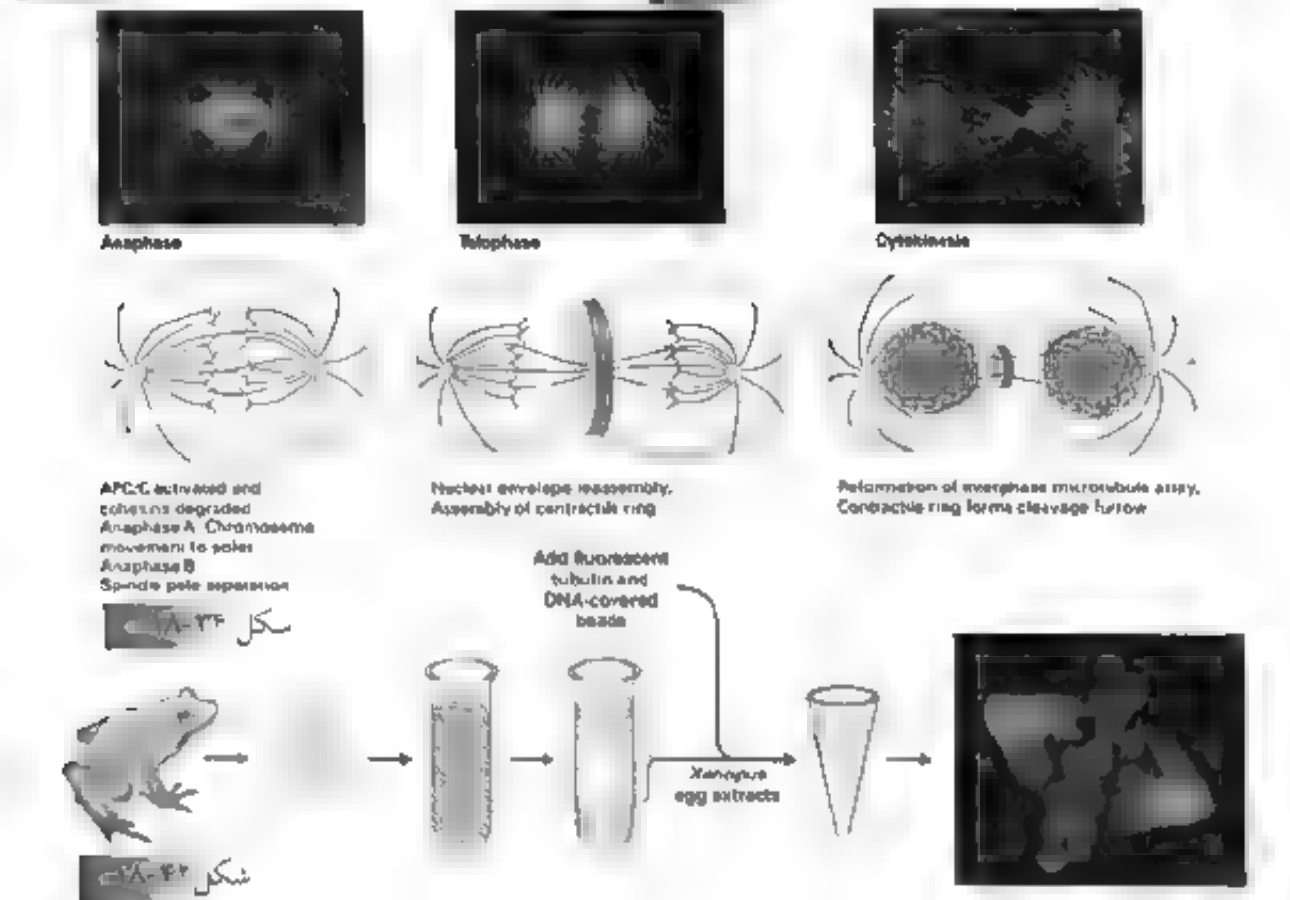 Anaphase
Telophase
Cytokinesis
APC/C activated and
cohesins degraded
Anaphase A Chromosome
movement to poles
Anaphase B
Spindle pole separation
Nuclear envelope reassembly,
Assembly of contractile ring
Reformation of interphase microtubule array,
Contractile ring forms cleavage furrow
شکل
Add fluorescent
tubulin and
DNA-covered
beads
Xenopus
egg extracts
شکل